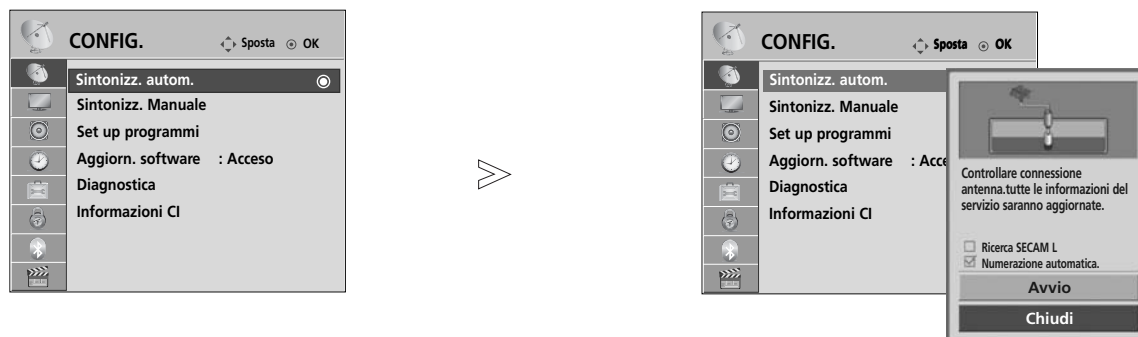 CONFIG. Sposta OK
Sintonizz. autom.
Sintonizz. Manuale
Set up programmi
Aggiorn. software : Acceso
Diagnostica
Informazioni CI
CONFIG. Sposta OK
Sintonizz. autom.
Sintonizz. Manuale
Set up programmi
Aggiorn. software : Acce
Diagnostica
Informazioni CI
Controllare connessione
antenna.tutte le informazioni del
servizio saranno aggiornate.
Ricerca SECAM L
Numerazione automatica.
Avvio
Chiudi